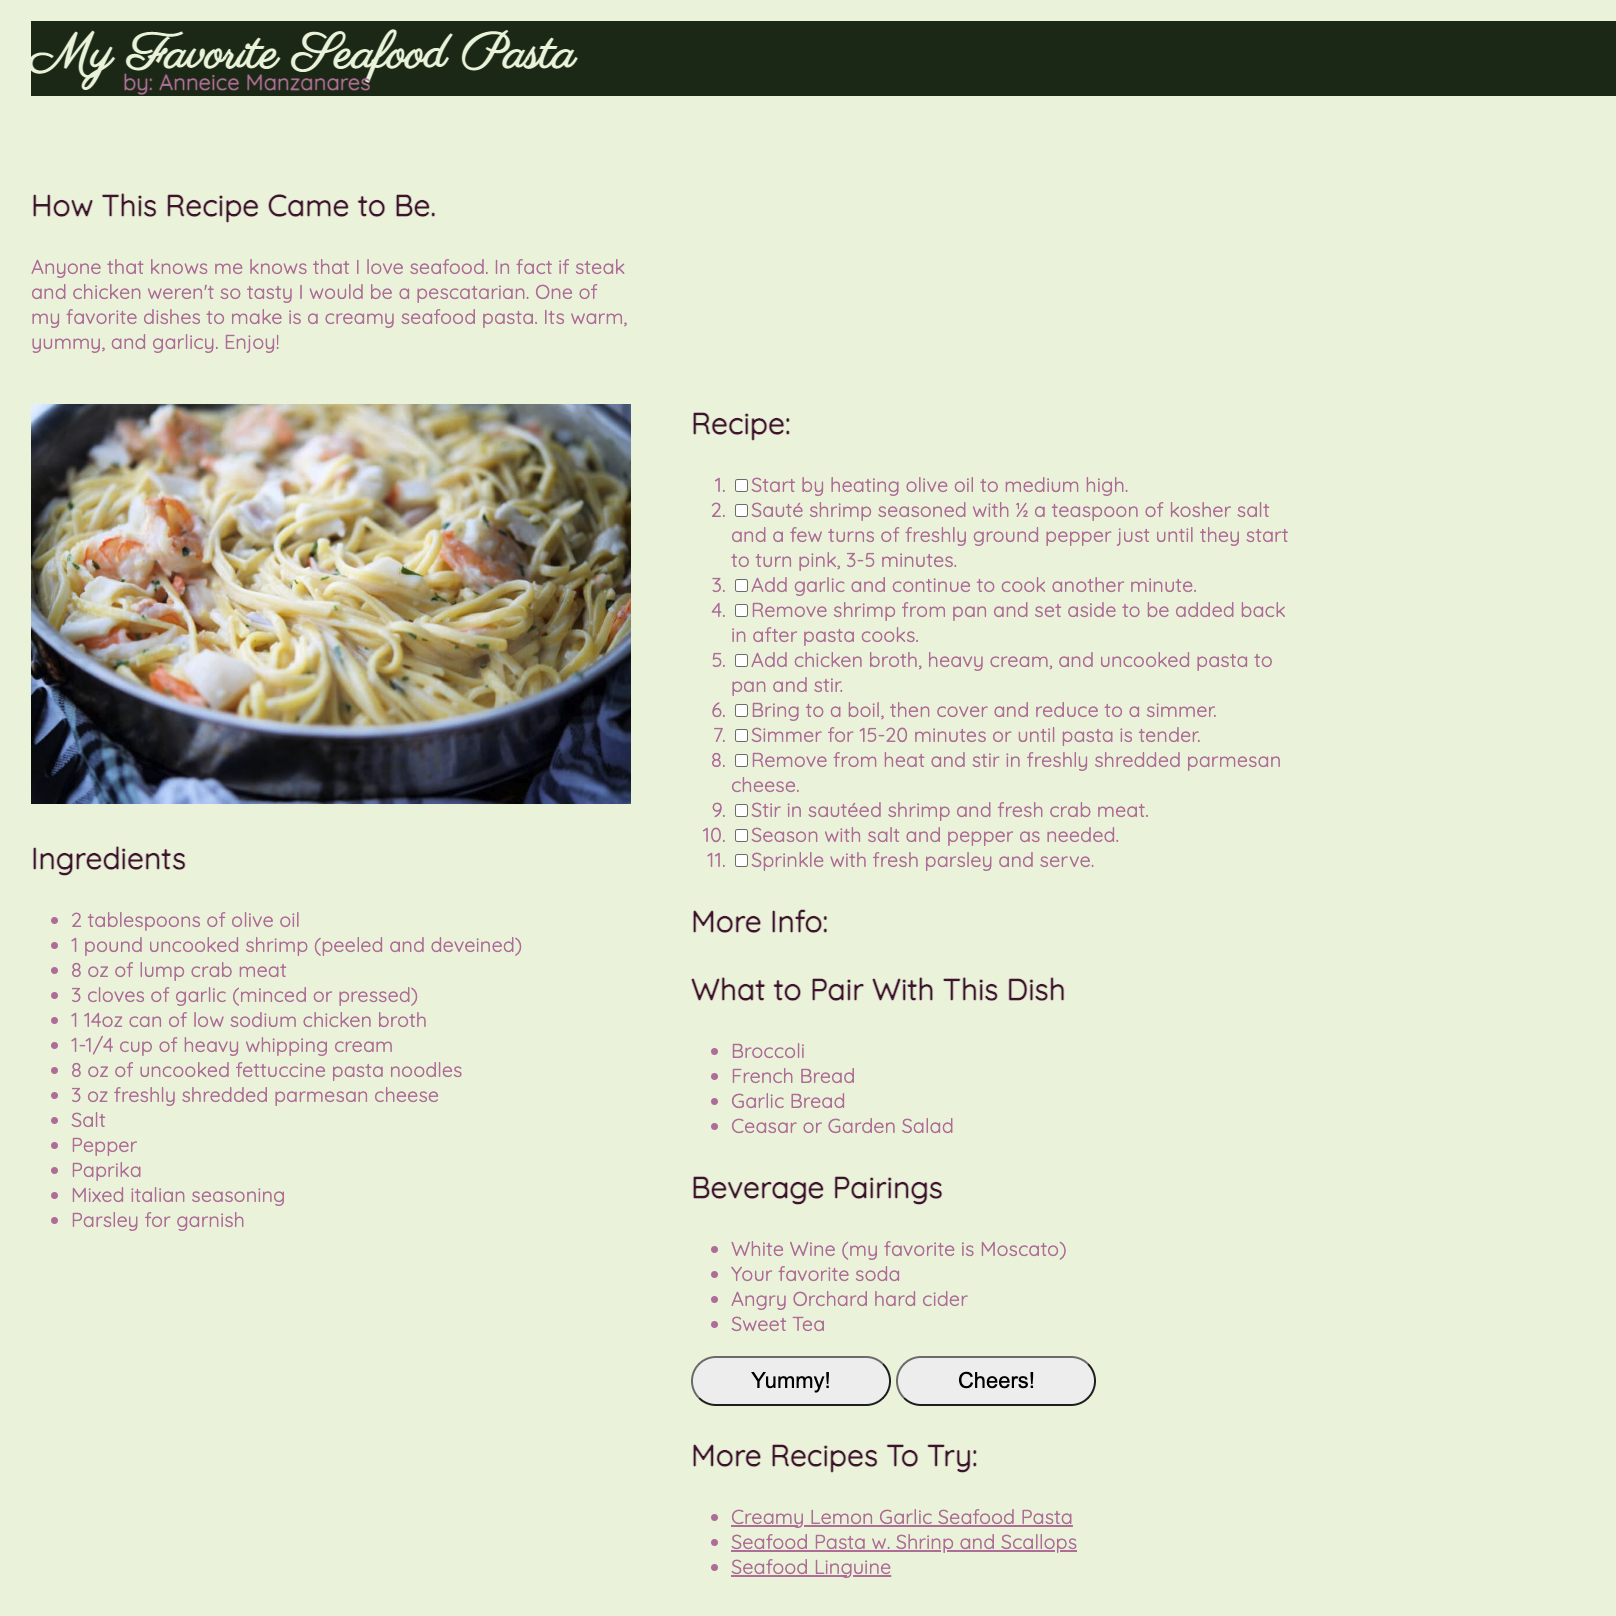 My Favorite Seafood Pasta
by: Anneice Manzanares
How This Recipe Came to Be.
Anyone that knows me knows that I love seafood. In fact if steak
and chicken weren't so tasty I would be a pescatarian. One of
my favorite dishes to make is a creamy seafood pasta. Its warm,
yummy, and garlicy. Enjoy!
Ingredients
2 tablespoons of olive oil
1 pound uncooked shrimp (peeled and deveined)
8 oz of lump crab meat
3 cloves of garlic (minced or pressed)
1 14oz can of low sodium chicken broth
1-1/4 cup of heavy whipping cream
8 oz of uncooked fettuccine pasta noodles
3 oz freshly shredded parmesan cheese
Salt
Pepper
Paprika
Mixed italian seasoning
Parsley for garnish
Recipe:
1. Start by heating olive oil to medium high.
2. Sauté shrimp seasoned with ½ a teaspoon of kosher salt
and a few turns of freshly ground pepper just until they start
to turn pink, 3-5 minutes.
3. Add garlic and continue to cook another minute.
4. Remove shrimp from pan and set aside to be added back
in after pasta cooks.
5. Add chicken broth, heavy cream, and uncooked pasta to
pan and stir.
6. Bring to a boil, then cover and reduce to a simmer.
7. Simmer for 15-20 minutes or until pasta is tender.
8. Remove from heat and stir in freshly shredded parmesan
cheese.
9. Stir in sautéed shrimp and fresh crab meat.
10. Season with salt and pepper as needed.
11. Sprinkle with fresh parsley and serve.
More Info:
What to Pair With This Dish
Broccoli
French Bread
Garlic Bread
Ceasar or Garden Salad
Beverage Pairings
White Wine (my favorite is Moscato)
Your favorite soda
Angry Orchard hard cider
Sweet Tea
Yummy! Cheers!
More Recipes To Try:
Creamy Lemon Garlic Seafood Pasta
Seafood Pasta w. Shrinp and Scallops
Seafood Linguine